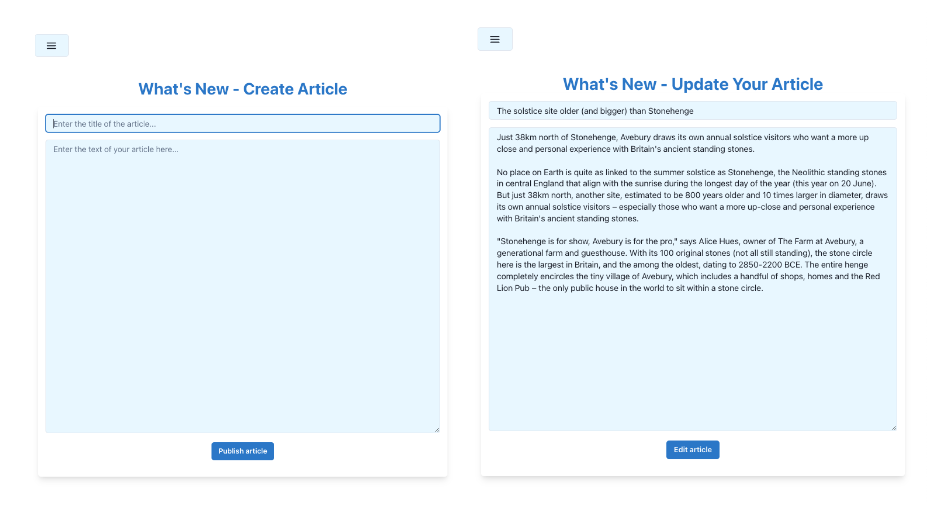 What's New - Create Article
Enter the title of the article...
Enter the text of your article here...
Publish article
What's New - Update Your Article
The solstice site older (and bigger) than Stonehenge
Just 38km north of Stonehenge, Avebury draws its own annual solstice visitors who want a more up
close and personal experience with Britain's ancient standing stones.
No place on Earth is quite as linked to the summer solstice as Stonehenge, the Neolithic standing stones
in central England that align with the sunrise during the longest day of the year (this year on 20 June).
But just 38km north, another site, estimated to be 800 years older and 10 times larger in diameter, draws
its own annual solstice visitors – especially those who want a more up-close and personal experience
with Britain's ancient standing stones.
"Stonehenge is for show, Avebury is for the pro," says Alice Hues, owner of The Farm at Avebury, a
generational farm and guesthouse. With its 100 original stones (not all still standing), the stone circle
here is the largest in Britain, and the among the oldest, dating to 2850-2200 BCE. The entire henge
completely encircles the tiny village of Avebury, which includes a handful of shops, homes and the Red
Lion Pub – the only public house in the world to sit within a stone circle.
Edit article